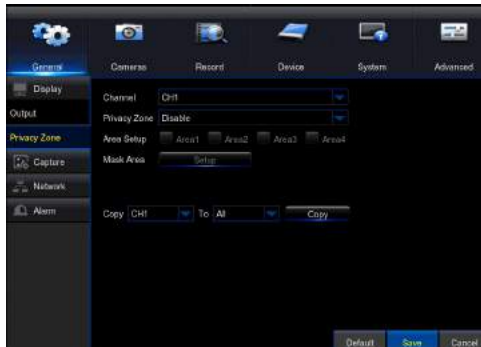 General Cameras Record Device System Advanced
Display
Output
Privacy Zone
Capture
Network
Alarm
Channel CH1
Privacy Zone Disable
Area Setup Area1 Area2 Area3 Area4
Mask Area Setup
Copy CH1 To All Copy
Default Save Cancel